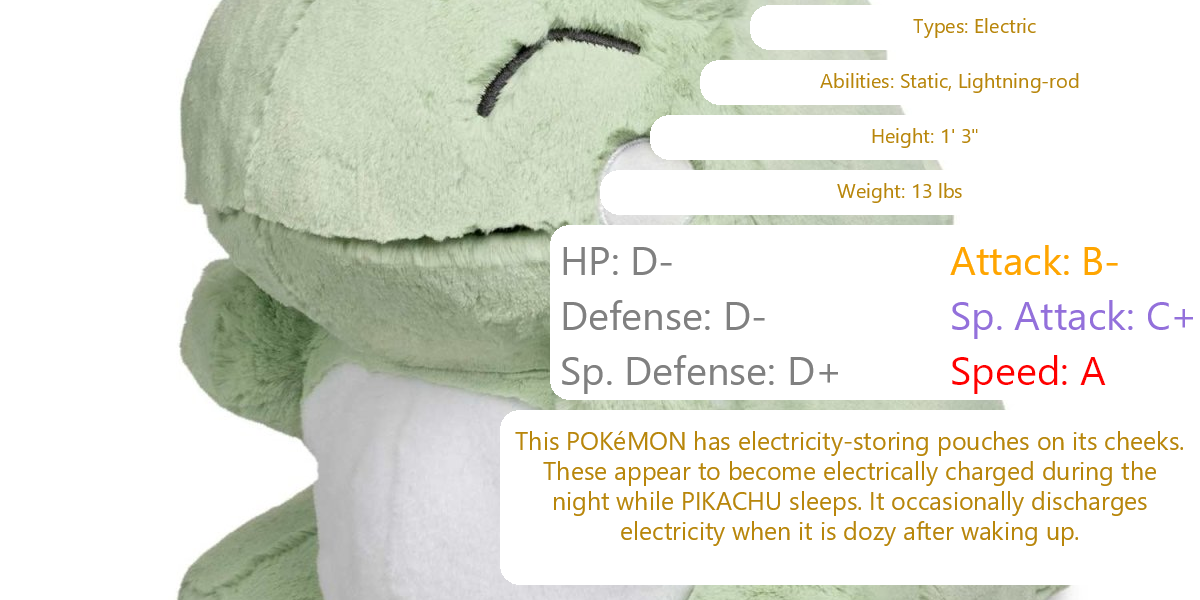 Types: Electric
Abilities: Static, Lightning-rod
Height: 1' 3"
Weight: 13 lbs
HP: D-
Attack: B-
Defense: D-
Sp. Attack: C+
Sp. Defense: D+
Speed: A
This POKéMON has electricity-storing pouches on its cheeks.
These appear to become electrically charged during the
night while PIKACHU sleeps. It occasionally discharges
electricity when it is dozy after waking up.